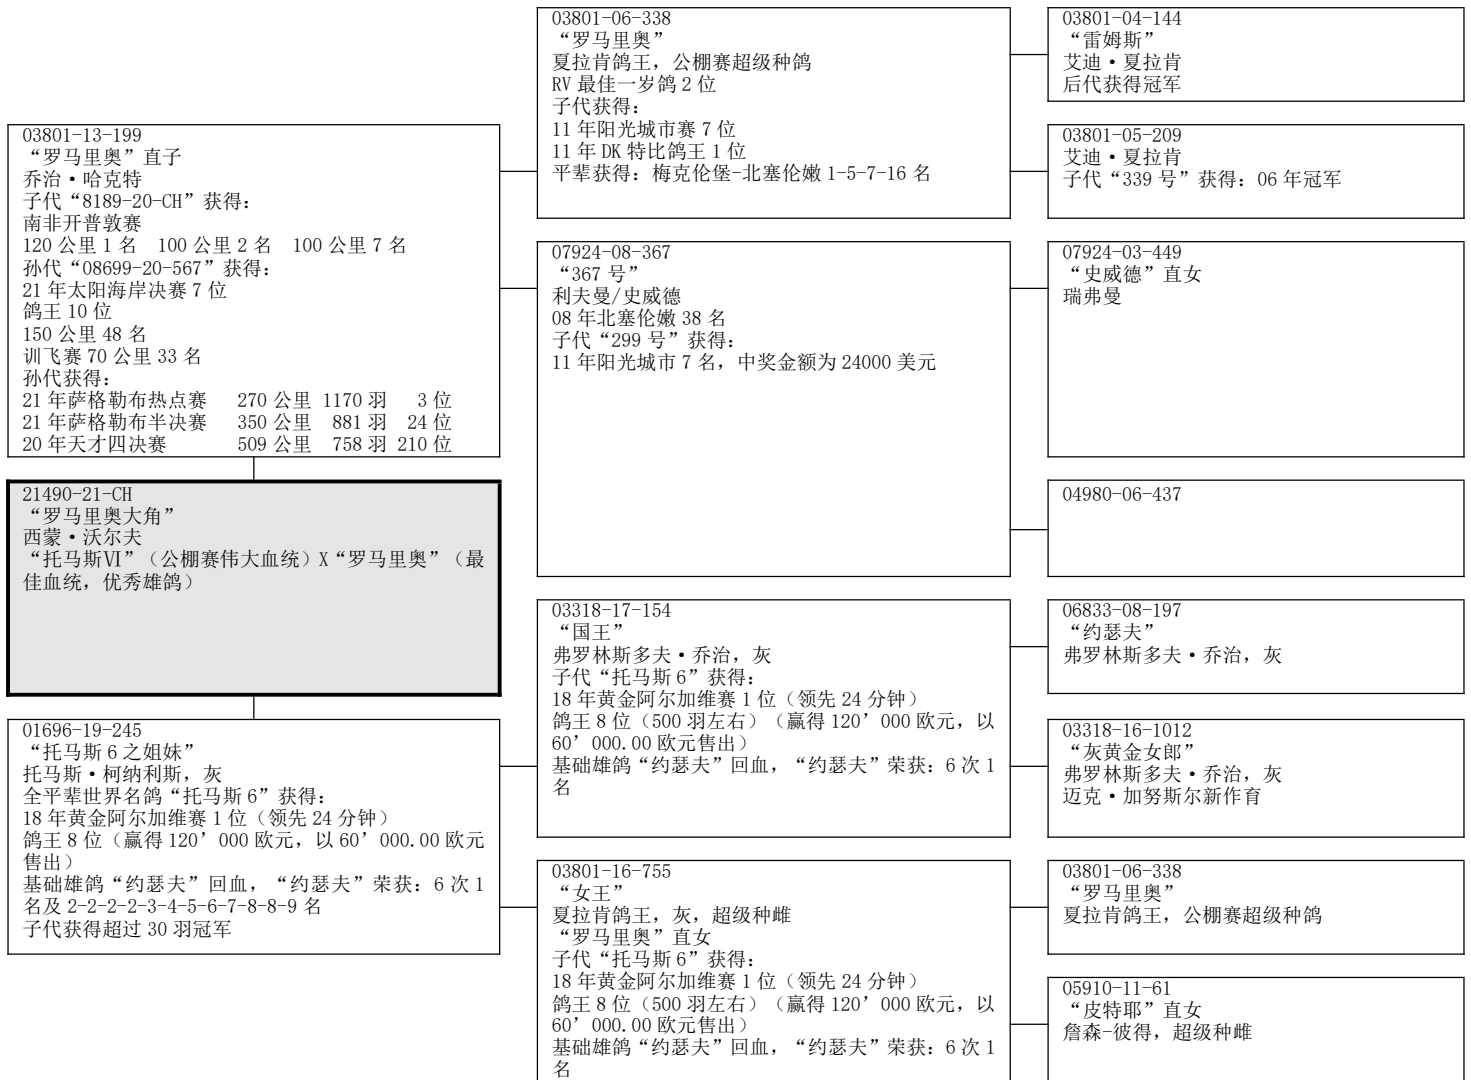 03801-13-199
“罗马里奥”直子
乔治·哈克特
子代“8189-20-CH”获得：
南非开普敦赛
120 公里 1 名 100 公里 2 名 100 公里 7 名
孙代“08699-20-567”获得：
21 年太阳海岸决赛 7 位
鸽王 10 位
150 公里 48 名
训飞赛 70 公里 33 名
孙代获得：
21 年萨格勒布热点赛 270 公里 1170 羽 3 位
21 年萨格勒布半决赛 350 公里 881 羽 24 位
20 年天才四决赛 509 公里 758 羽 210 位
21490-21-CH
“罗马里奥大角”
西蒙·沃尔夫
“托马斯Ⅵ”（公棚赛伟大血统）X“罗马里奥”（最
佳血统，优秀雄鸽）
01696-19-245
“托马斯 6 之姐妹”
托马斯·柯纳利斯，灰
全平辈世界名鸽“托马斯 6”获得：
18 年黄金阿尔加维赛 1 位（领先 24 分钟）
鸽王 8 位（赢得 120’000 欧元，以 60’000.00 欧元
售出）
基础雄鸽“约瑟夫”回血，“约瑟夫”荣获：6 次 1
名及 2-2-2-2-3-4-5-6-7-8-8-9 名
子代获得超过 30 羽冠军
03801-06-338
“罗马里奥”
夏拉肯鸽王，公棚赛超级种鸽
RV 最佳一岁鸽 2 位
子代获得：
11 年阳光城市赛 7 位
11 年 DK 特比鸽王 1 位
平辈获得：梅克伦堡-北塞伦嫩 1-5-7-16 名
07924-08-367
“367 号”
利夫曼/史威德
08 年北塞伦嫩 38 名
子代“299 号”获得：
11 年阳光城市 7 名，中奖金额为 24000 美元
03318-17-154
“国王”
弗罗林斯多夫·乔治，灰
子代“托马斯 6”获得：
18 年黄金阿尔加维赛 1 位（领先 24 分钟）
鸽王 8 位（500 羽左右）（赢得 120’000 欧元，以
60’000.00 欧元售出）
基础雄鸽“约瑟夫”回血，“约瑟夫”荣获：6 次 1
名
03801-16-755
“女王”
夏拉肯鸽王，灰，超级种雌
“罗马里奥”直女
子代“托马斯 6”获得：
18 年黄金阿尔加维赛 1 位（领先 24 分钟）
鸽王 8 位（500 羽左右）（赢得 120’000 欧元，以
60’000.00 欧元售出）
基础雄鸽“约瑟夫”回血，“约瑟夫”荣获：6 次 1
名
03801-04-144
“雷姆斯”
艾迪·夏拉肯
后代获得冠军
03801-05-209
艾迪·夏拉肯
子代“339 号”获得：06 年冠军
07924-03-449
“史威德”直女
瑞弗曼
04980-06-437
06833-08-197
“约瑟夫”
弗罗林斯多夫·乔治，灰
03318-16-1012
“灰黄金女郎”
弗罗林斯多夫·乔治，灰
迈克·加努斯尔新作育
03801-06-338
“罗马里奥”
夏拉肯鸽王，公棚赛超级种鸽
05910-11-61
“皮特耶”直女
詹森-彼得，超级种雌